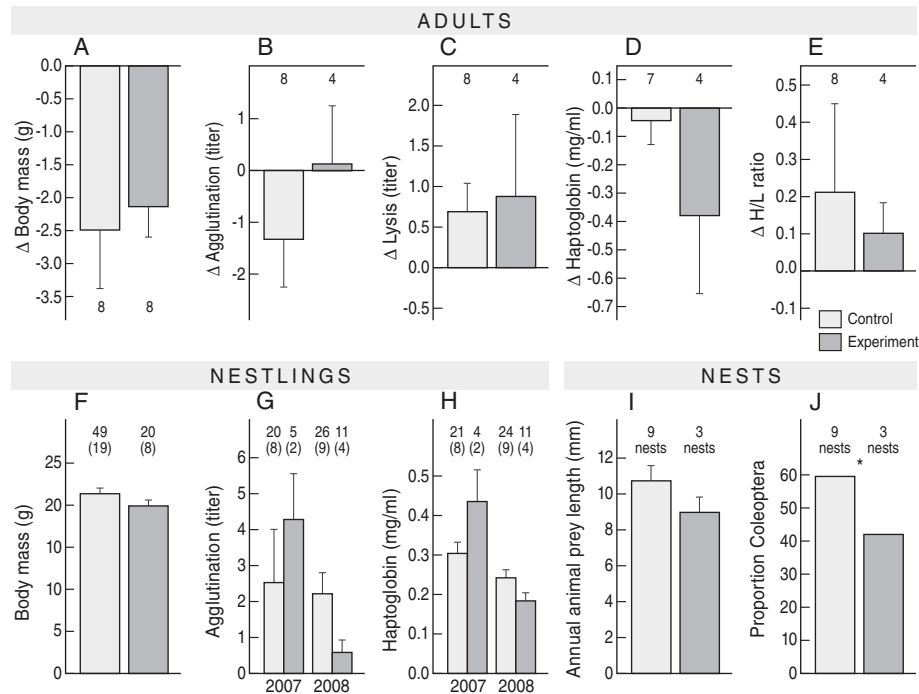 ADULTS
A
Δ Body mass (g)
0.0
-0.5
-1.0
-1.5
-2.0
-2.5
-3.0
-3.5
8 8
B
Δ Agglutination (titer)
8 4
1
0
-1
-2
C
Δ Lysis (titer)
8 4
2.0
1.5
1.0
0.5
0.0
-0.5
D
Δ Haptoglobin (mg/ml)
7 4
0.1
-0.0
-0.1
-0.2
-0.3
-0.4
-0.5
-0.6
-0.7
E
Δ H/L ratio
8 4
0.5
0.4
0.3
0.2
0.1
0.0
-0.1
Control
Experiment
NESTLINGS
F
Body mass (g)
49 20
(19) (8)
25
20
10
10
5
0
G
Agglutination (titer)
20 5 26 11
(8) (2) (9) (4)
6
5
4
3
2
1
0
2007 2008
H
Haptoglobin (mg/ml)
21 4 24 11
(8) (2) (9) (4)
0.5
0.4
0.3
0.2
0.1
0.0
2007 2008
NESTS
I
Annual animal prey length (mm)
9 3
nests nests
12
10
8
6
4
2
0
J
Proportion Coleoptera
9 3
nests * nests
60
40
20
0